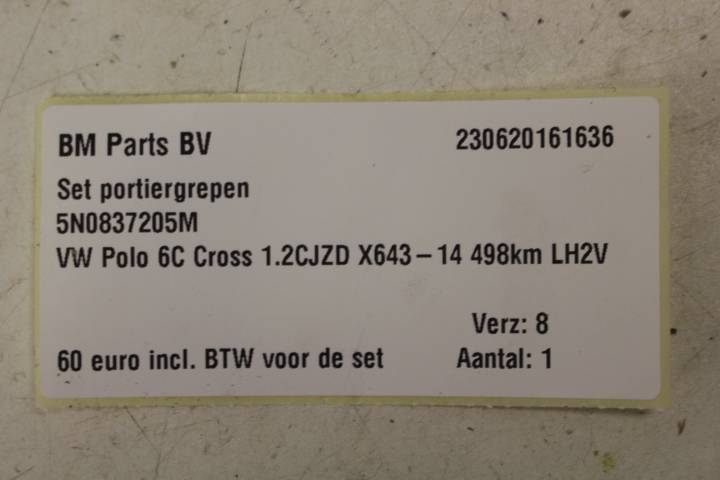 BM Parts BV 230620161636
Set portiergrepen
5N0837205M
VW Polo 6C Cross 1.2CJZD X643-14 498km LH2V
Verz: 8
60 euro incl. BTW voor de set Aantal: 1